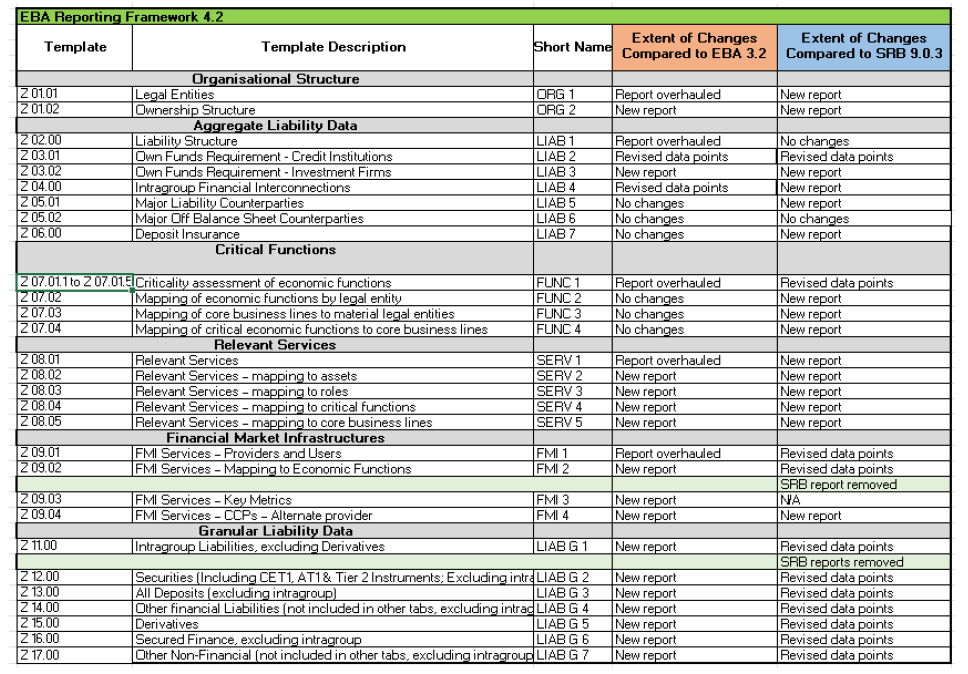 EBA Reporting Framework 4.2
Template Template Description Short Name Extent of Changes Compared to EBA 3.2 Extent of Changes Compared to SRB 9.0.3
Organisational Structure
Z 01.01 Legal Entities ORG 1 Report overhauled New report
Z 01.02 Ownership Structure ORG 2 New report New report
Aggregate Liability Data
Z 02.00 Liability Structure LIAB 1 Report overhauled No changes
Z 03.01 Own Funds Requirement - Credit Institutions LIAB 2 Revised data points Revised data points
Z 03.02 Own Funds Requirement - Investment Firms LIAB 3 New report New report
Z 04.00 Intragroup Financial Interconnections LIAB 4 Revised data points New report
Z 05.01 Major Liability Counterparties LIAB 5 No changes New report
Z 05.02 Major Off Balance Sheet Counterparties LIAB 6 No changes No changes
Z 06.00 Deposit Insurance LIAB 7 No changes New report
Critical Functions
Z 07.01.1 to Z 07.01.5 Criticality assessment of economic functions FUNC 1 Report overhauled Revised data points
Z 07.02 Mapping of economic functions by legal entity FUNC 2 No changes New report
Z 07.03 Mapping of core business lines to material legal entities FUNC 3 No changes New report
Z 07.04 Mapping of critical economic functions to core business lines FUNC 4 No changes New report
Relevant Services
Z 08.01 Relevant Services SERV 1 Report overhauled New report
Z 08.02 Relevant Services – mapping to assets SERV 2 New report New report
Z 08.03 Relevant Services – mapping to roles SERV 3 New report New report
Z 08.04 Relevant Services – mapping to critical functions SERV 4 New report New report
Z 08.05 Relevant Services – mapping to core business lines SERV 5 New report New report
Financial Market Infrastructures
Z 09.01 FMI Services – Providers and Users FMI 1 Report overhauled Revised data points
Z 09.02 FMI Services – Mapping to Economic Functions FMI 2 New report Revised data points
SRB report removed
Z 09.03 FMI Services – Key Metrics FMI 3 New report N/A
Z 09.04 FMI Services – CCPs – Alternate provider FMI 4 New report New report
Granular Liability Data
Z 11.00 Intragroup Liabilities, excluding Derivatives LIAB G 1 New report Revised data points
SRB reports removed
Z 12.00 Securities (Including CET1, AT1 & Tier 2 Instruments; Excluding intra LIAB G 2 New report Revised data points
Z 13.00 All Deposits (excluding intragroup) LIAB G 3 New report Revised data points
Z 14.00 Other financial Liabilities (not included in other tabs, excluding intrag LIAB G 4 New report Revised data points
Z 15.00 Derivatives LIAB G 5 New report Revised data points
Z 16.00 Secured Finance, excluding intragroup LIAB G 6 New report Revised data points
Z 17.00 Other Non-Financial (not included in other tabs, excluding intragroup LIAB G 7 New report Revised data points